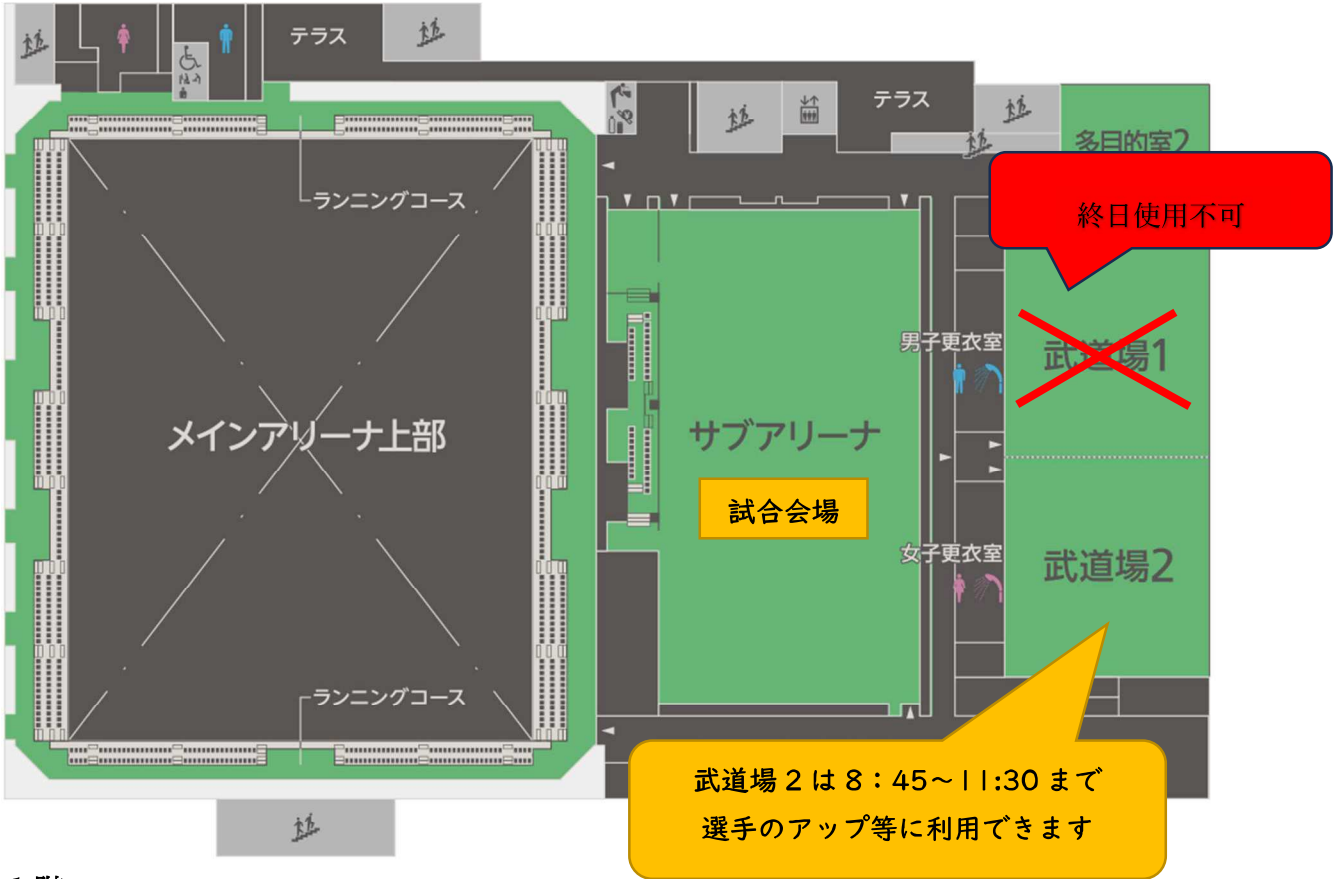 テラス
テラス
多目的室2
終日使用不可
ランニングコース
男子更衣室
武道場1
メインアリーナ上部
サブアリーナ
試合会場
女子更衣室
武道場2
ランニングコース
武道場2は8：45～11:30まで
選手のアップ等に利用できます